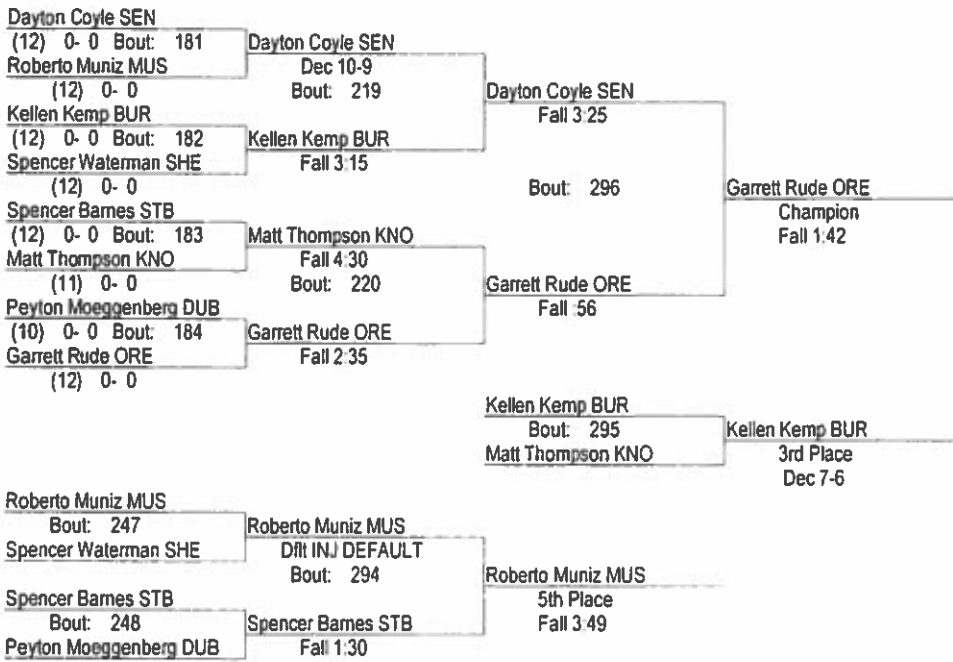 Dayton Coyle SEN
(12) 0- 0 Bout: 181
Roberto Muniz MUS
(12) 0- 0
Kellen Kemp BUR
(12) 0- 0 Bout: 182
Spencer Waterman SHE
(12) 0- 0
Spencer Barnes STB
(12) 0- 0 Bout: 183
Matt Thompson KNO
(11) 0- 0
Peyton Moeggenberg DUB
(10) 0- 0 Bout: 184
Garrett Rude ORE
(12) 0- 0
Dayton Coyle SEN
Dec 10-9
Bout: 219
Kellen Kemp BUR
Fall 3:15
Matt Thompson KNO
Fall 4:30
Bout: 220
Garrett Rude ORE
Fall 2:35
Dayton Coyle SEN
Fall 3:25
Bout: 296
Garrett Rude ORE
Fall :56
Garrett Rude ORE
Champion
Fall 1:42
Kellen Kemp BUR
Bout: 295
Matt Thompson KNO
Kellen Kemp BUR
3rd Place
Dec 7-6
Roberto Muniz MUS
Bout: 247
Spencer Waterman SHE
Spencer Barnes STB
Bout: 248
Peyton Moeggenberg DUB
Roberto Muniz MUS
Dflt INJ DEFAULT
Bout: 294
Spencer Barnes STB
Fall 1:30
Roberto Muniz MUS
5th Place
Fall 3:49